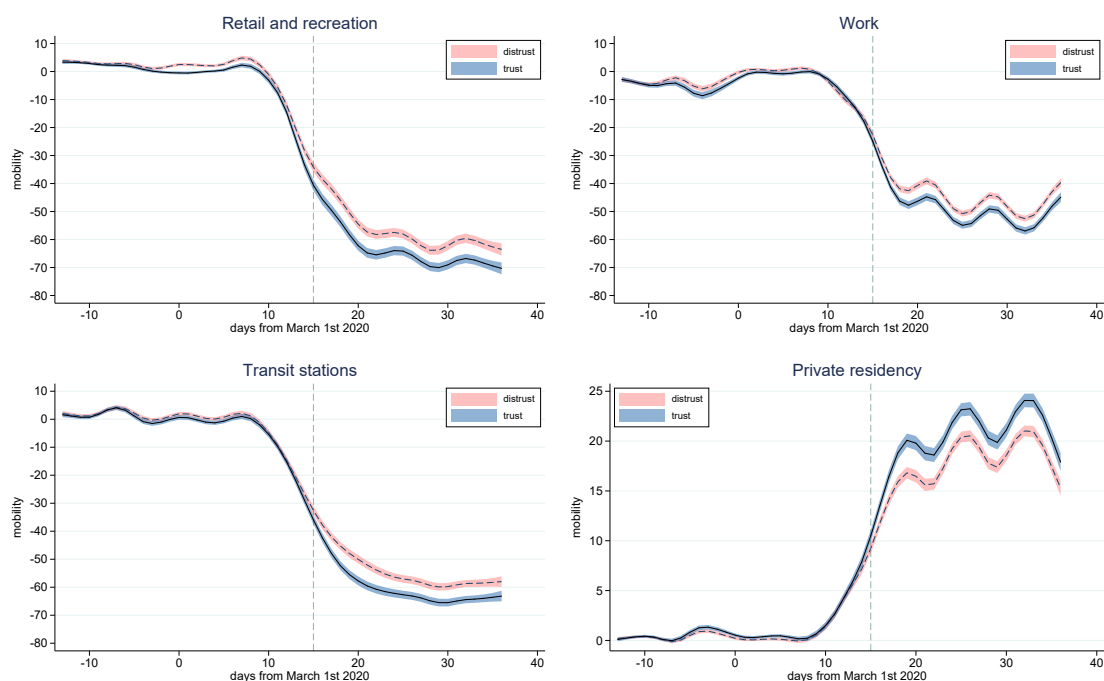 Retail and recreation
10
0
-10
-20
-30
-40
-50
-60
-70
-80
mobility
distrust
trust
-10 0 10 20 30 40
days from March 1st 2020
Work
10
0
-10
-20
-30
-40
-50
-60
-70
-80
mobility
distrust
trust
-10 0 10 20 30 40
days from March 1st 2020
Transit stations
10
0
-10
-20
-30
-40
-50
-60
-70
-80
mobility
distrust
trust
-10 0 10 20 30 40
days from March 1st 2020
Private residency
25
20
15
10
5
0
mobility
distrust
trust
-10 0 10 20 30 40
days from March 1st 2020